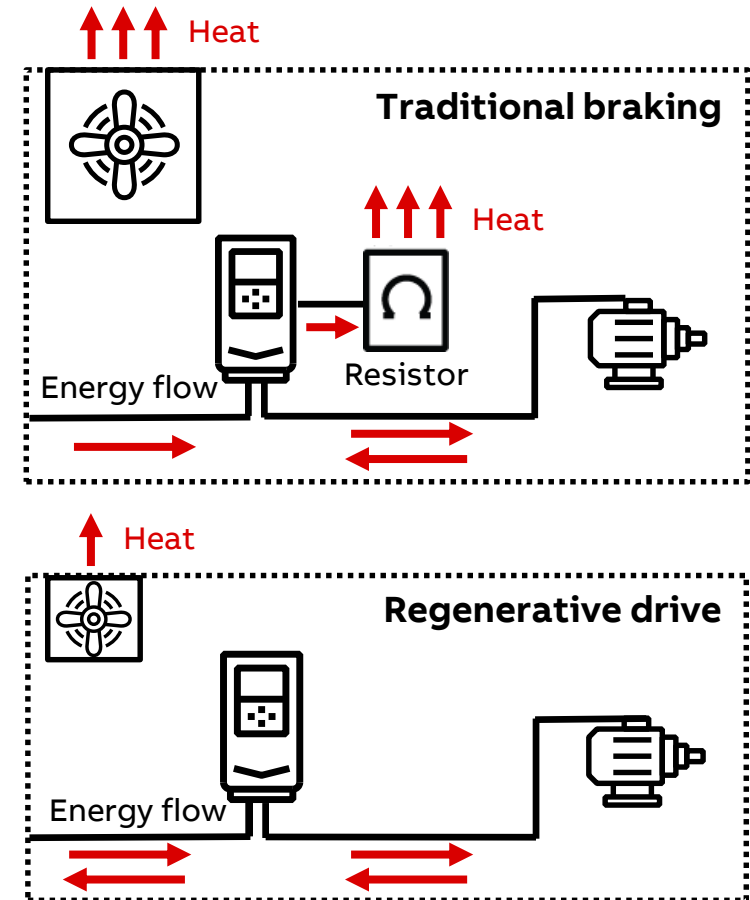 Heat
Traditional braking
Heat
Resistor
Energy flow
Heat
Regenerative drive
Energy flow